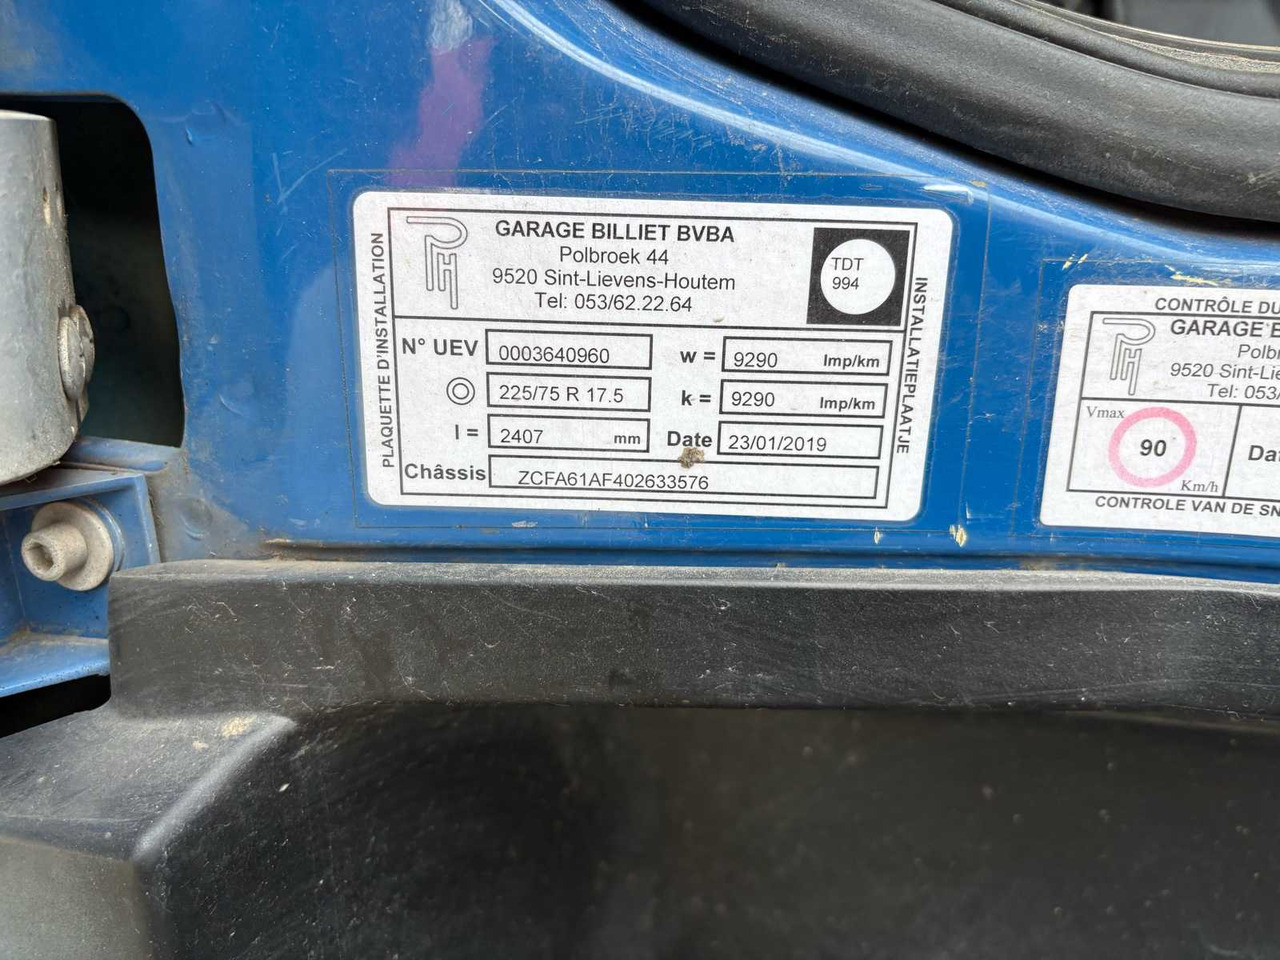 GARAGE BILLIET BVBA
Polbroek 44
9520 Sint-Lievens-Houtem
Tel: 053/62.22.64
TDT
994
PLAQUETTE D'INSTALLATION
INSTALLATIEPLAATJE
N° UEV 0003640960 w = 9290 Imp/km
225/75 R 17.5 k = 9290 Imp/km
l = 2407 mm Date 23/01/2019
Châssis ZCFA61AF402633576
CONTRÔLE DU
GARAGE
9520 Sint-Lie
Tel: 053/
Vmax
90
Km/h
CONTROLE VAN DE SN